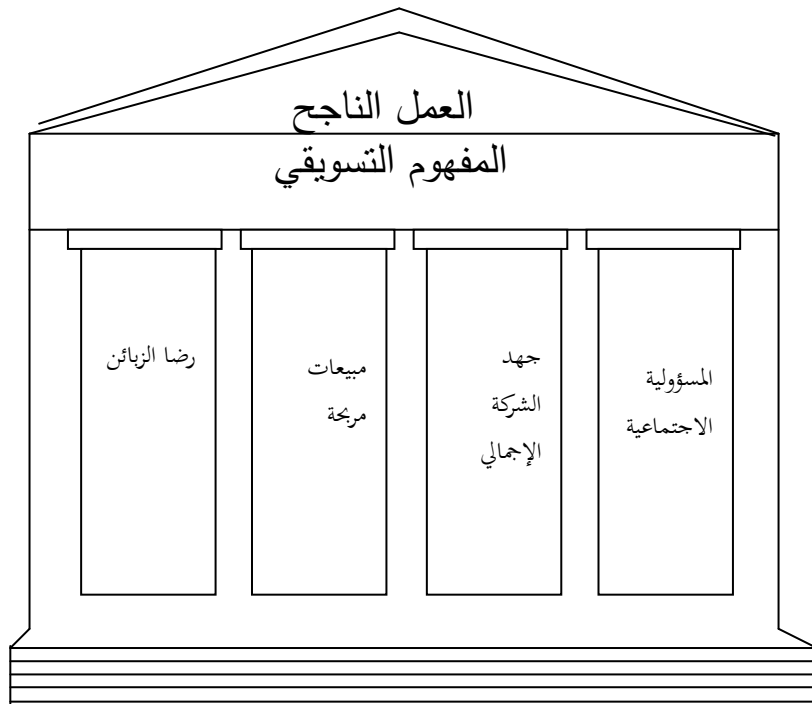 العمل الناجح
المفهوم التسويقي
المسؤولية
الاجتماعية
جهد
الشركة
الإجمالي
مبيعات
مربحة
رضا الزبائن